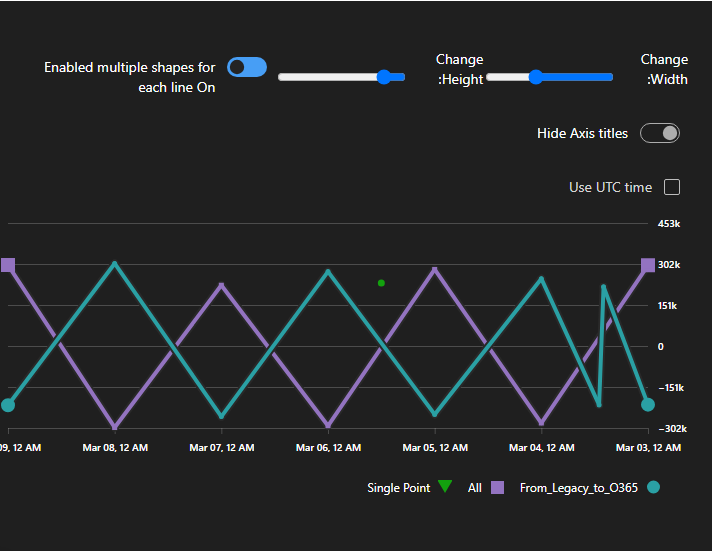 Enabled multiple shapes for
each line On
Change
:Height
Change
:Width
Hide Axis titles
Use UTC time
453k
302k
151k
0
−151k
−302k
09, 12 AM
Mar 08, 12 AM
Mar 07, 12 AM
Mar 06, 12 AM
Mar 05, 12 AM
Mar 04, 12 AM
Mar 03, 12 AM
Single Point
All
From_Legacy_to_O365